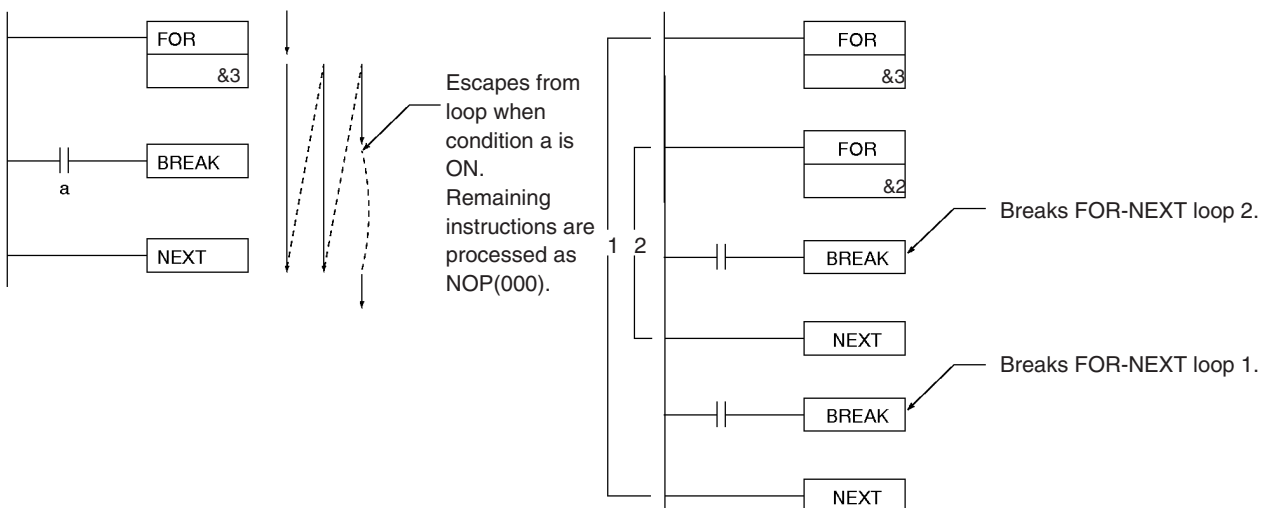 FOR
&3
BREAK
a
NEXT
Escapes from
loop when
condition a is
ON.
Remaining
instructions are
processed as
NOP(000).
1 2
FOR
&3
FOR
&2
BREAK
Breaks FOR-NEXT loop 2.
NEXT
BREAK
Breaks FOR-NEXT loop 1.
NEXT